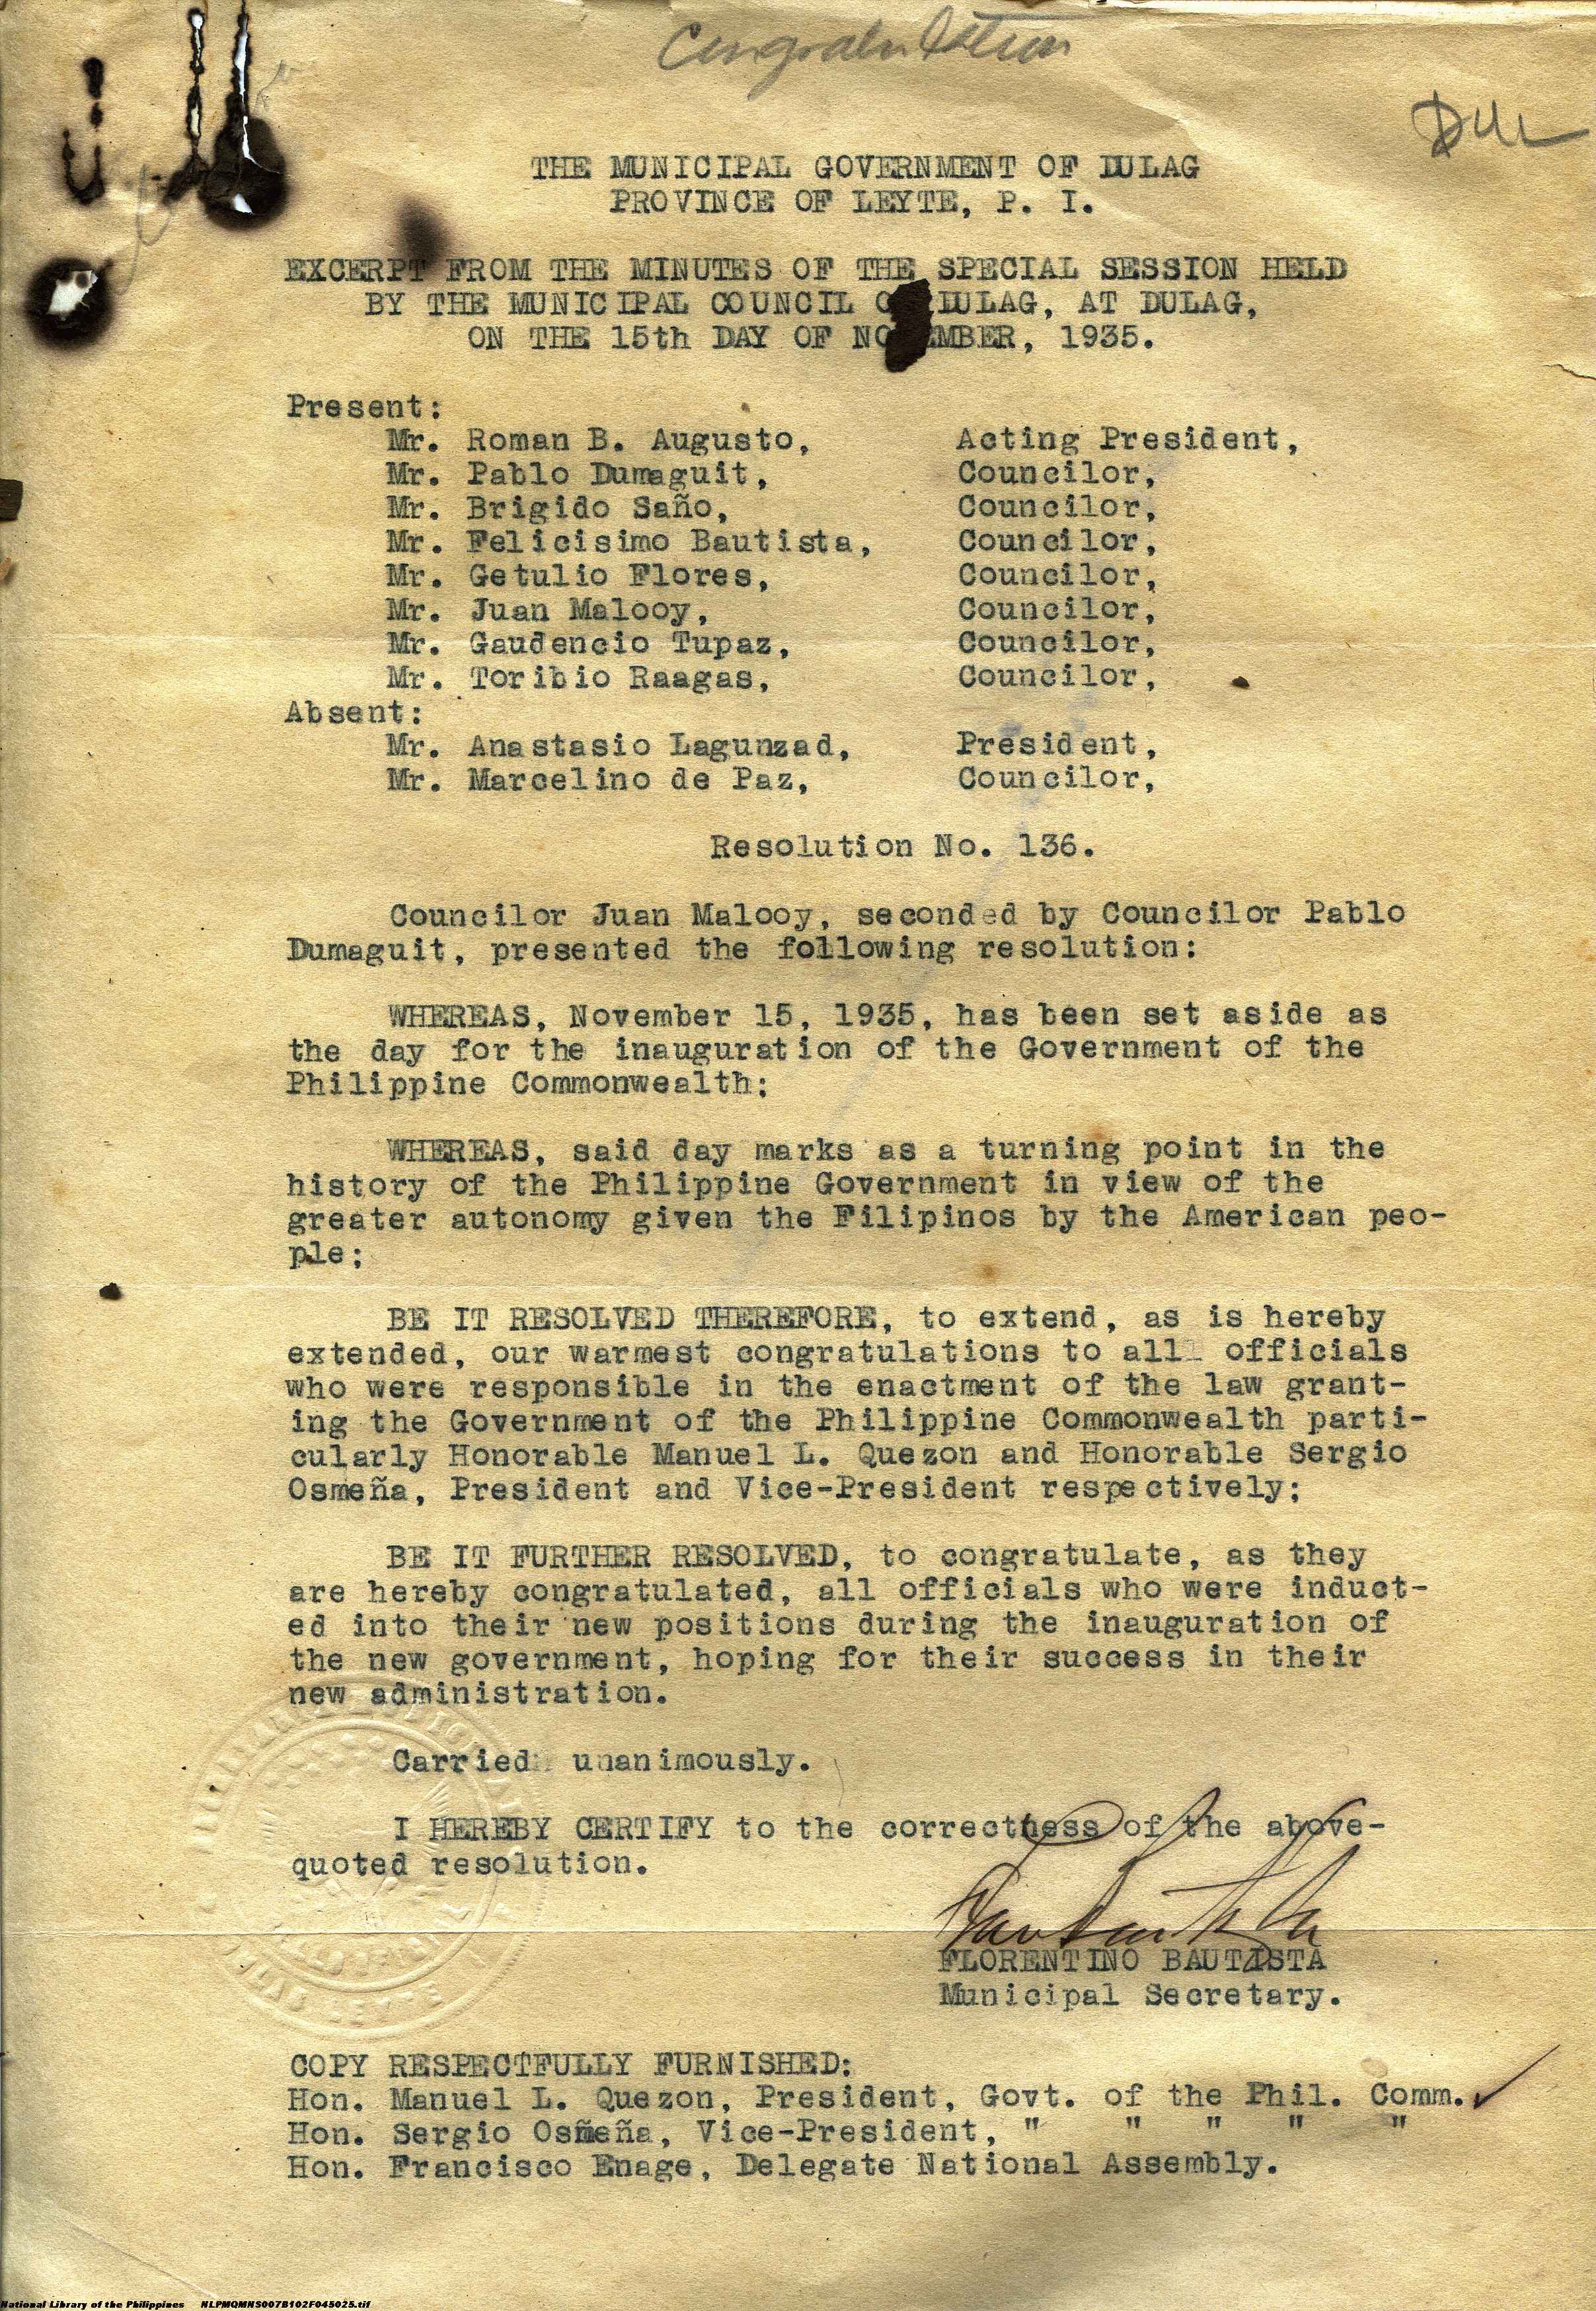 Congratulation
THE MUNICIPAL GOVERNMENT OF DULAG
PROVINCE OF LEYTE, P. I.
EXCERPT FROM THE MINUTES OF THE SPECIAL SESSION HELD
BY THE MUNICIPAL COUNCIL O DULAG, AT DULAG,
ON THE 15th DAY OF NO EMBER, 1935.
Present:
Mr. Roman B. Augusto, Acting President,
Mr. Pablo Dumaguit, Councilor,
Mr. Brigido Saño, Councilor,
Mr. Felicisimo Bautista, Councilor,
Mr. Getulio Flores, Councilor,
Mr. Juan Malooy, Councilor,
Mr. Gaudencio Tupaz, Councilor,
Mr. Toribio Raagas, Councilor,
Absent:
Mr. Anastasio Lagunzad, President,
Mr. Marcelino de Paz, Councilor,
Resolution No. 136.
Councilor Juan Malooy, seconded by Councilor Pablo
Dumaguit, presented the following resolution:
WHEREAS, November 15, 1935, has been set aside as
the day for the inauguration of the Government of the
Philippine Commonwealth;
WHEREAS, said day marks as a turning point in the
history of the Philippine Government in view of the
greater autonomy given the Filipinos by the American peo-
ple;
BE IT RESOLVED THEREFORE, to extend, as is hereby
extended, our warmest congratulations to all officials
who were responsible in the enactment of the law grant-
ing the Government of the Philippine Commonwealth parti-
cularly Honorable Manuel L. Quezon and Honorable Sergio
Osmeña, President and Vice-President respectively;
BE IT FURTHER RESOLVED, to congratulate, as they
are hereby congratulated, all officials who were induct-
ed into their new positions during the inauguration of
the new government, hoping for their success in their
new administration.
Carried unanimously.
I HEREBY CERTIFY to the correctness of the above-
quoted resolution.
FLORENTINO BAUTISTA
Municipal Secretary.
COPY RESPECTFULLY FURNISHED:
Hon. Manuel L. Quezon, President, Govt. of the Phil. Comm.
Hon. Sergio Osmeña, Vice-President, " " " " "
Hon. Francisco Enage, Delegate National Assembly.
National Library of the Philippines NLPMQMNS007B102F045025.tif